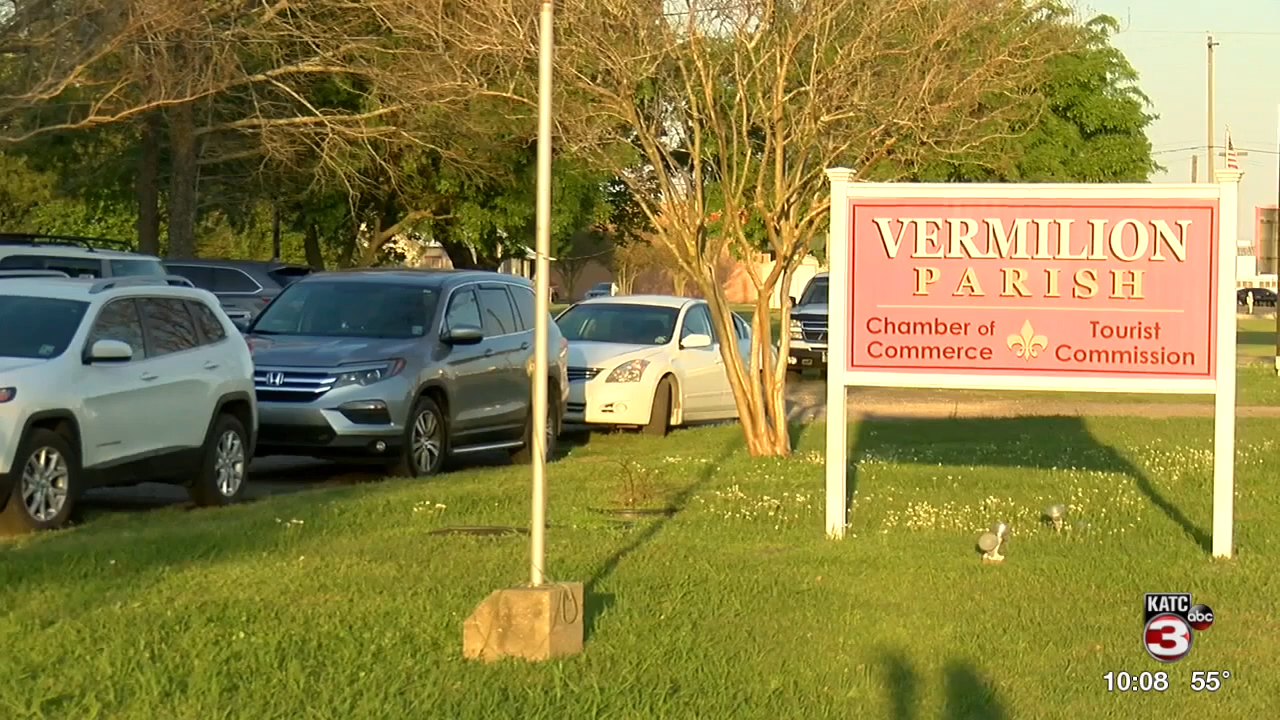 VERMILION
PARISH
Chamber of
Commerce
Tourist
Commission
KATC
abc
3
10:08 55°